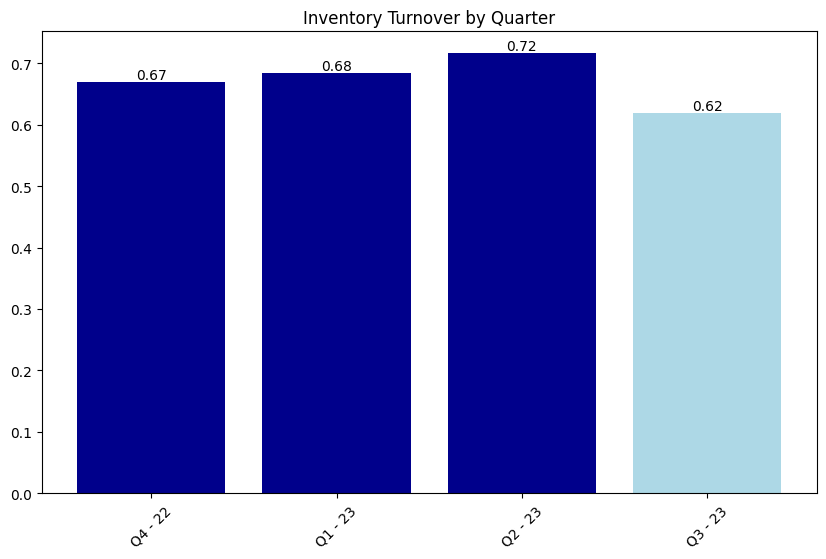 Inventory Turnover by Quarter
0.7
0.6
0.5
0.4
0.3
0.2
0.1
0.0
0.67
0.68
0.72
0.62
Q4 - 22
Q1 - 23
Q2 - 23
Q3 - 23